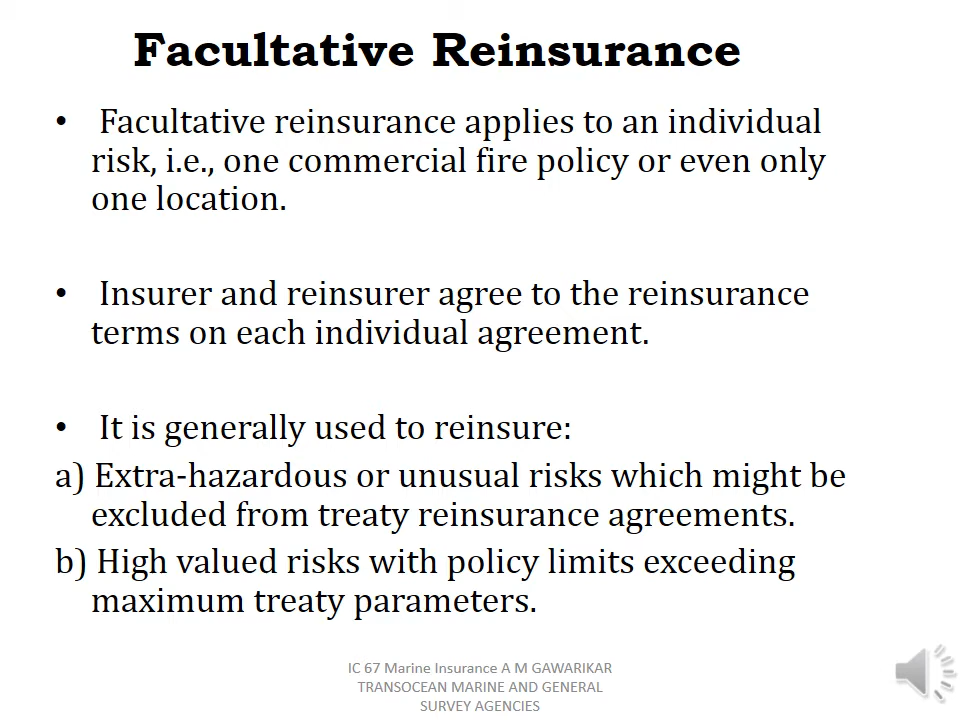 Facultative Reinsurance
• Facultative reinsurance applies to an individual
risk, i.e., one commercial fire policy or even only
one location.
• Insurer and reinsurer agree to the reinsurance
terms on each individual agreement.
• It is generally used to reinsure:
a) Extra-hazardous or unusual risks which might be
excluded from treaty reinsurance agreements.
b) High valued risks with policy limits exceeding
maximum treaty parameters.
IC 67 Marine Insurance A M GAWARIKAR
TRANSOCEAN MARINE AND GENERAL
SURVEY AGENCIES